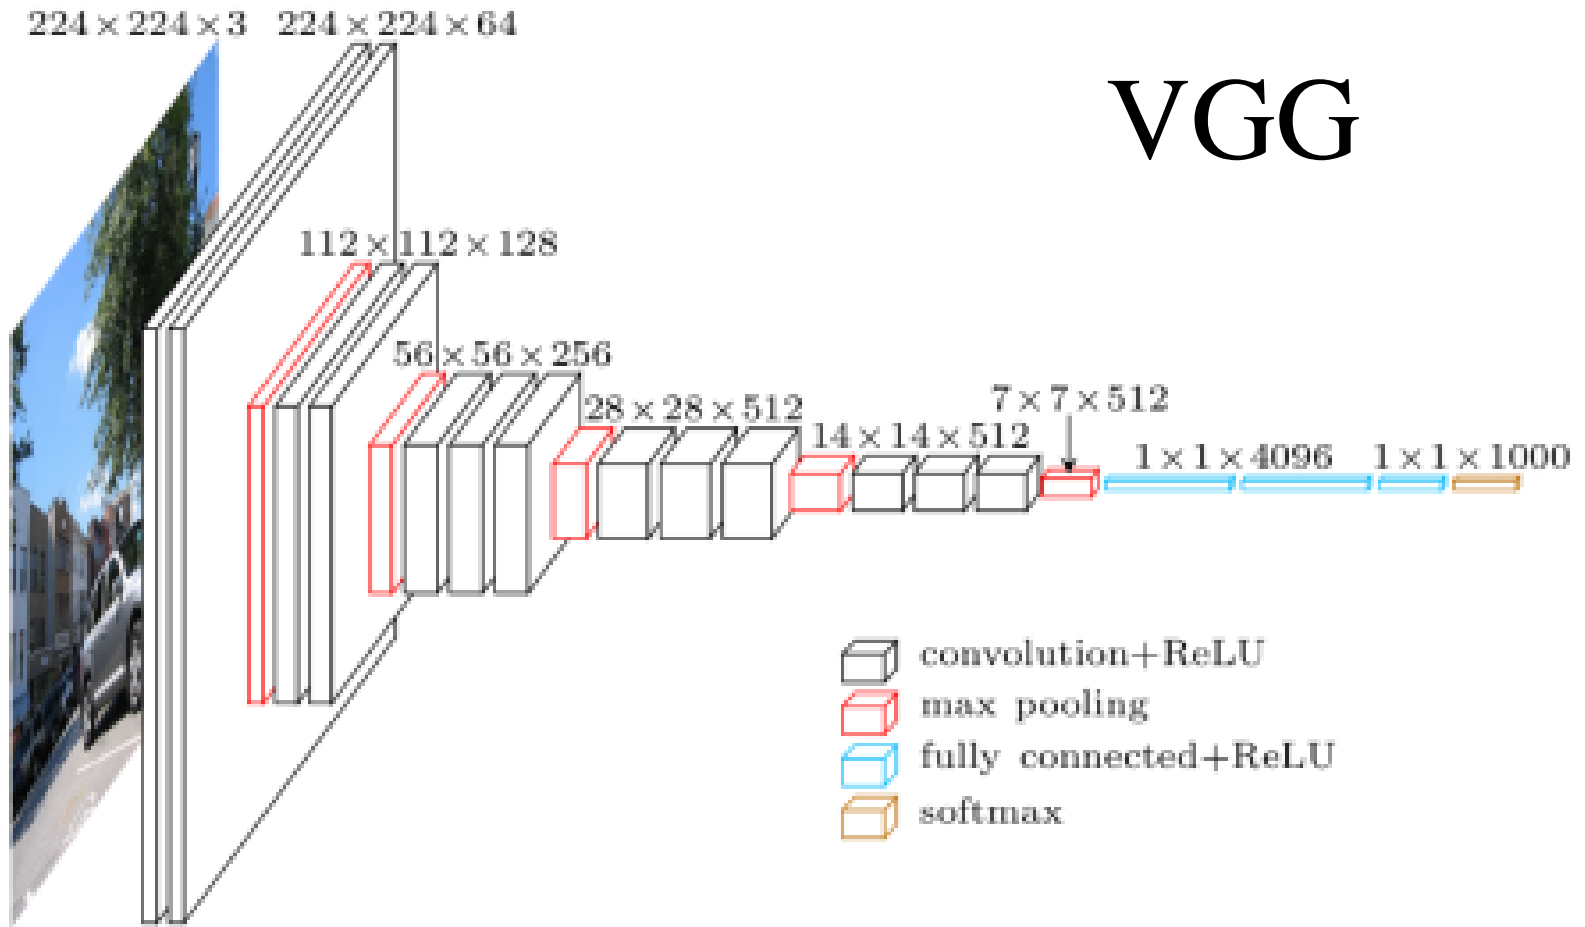 224 × 224 × 3
224 × 224 × 64
VGG
112 × 112 × 128
56 × 56 × 256
28 × 28 × 512
14 × 14 × 512
7 × 7 × 512
1 × 1 × 4096
1 × 1 × 1000
convolution+ReLU
max pooling
fully connected+ReLU
softmax